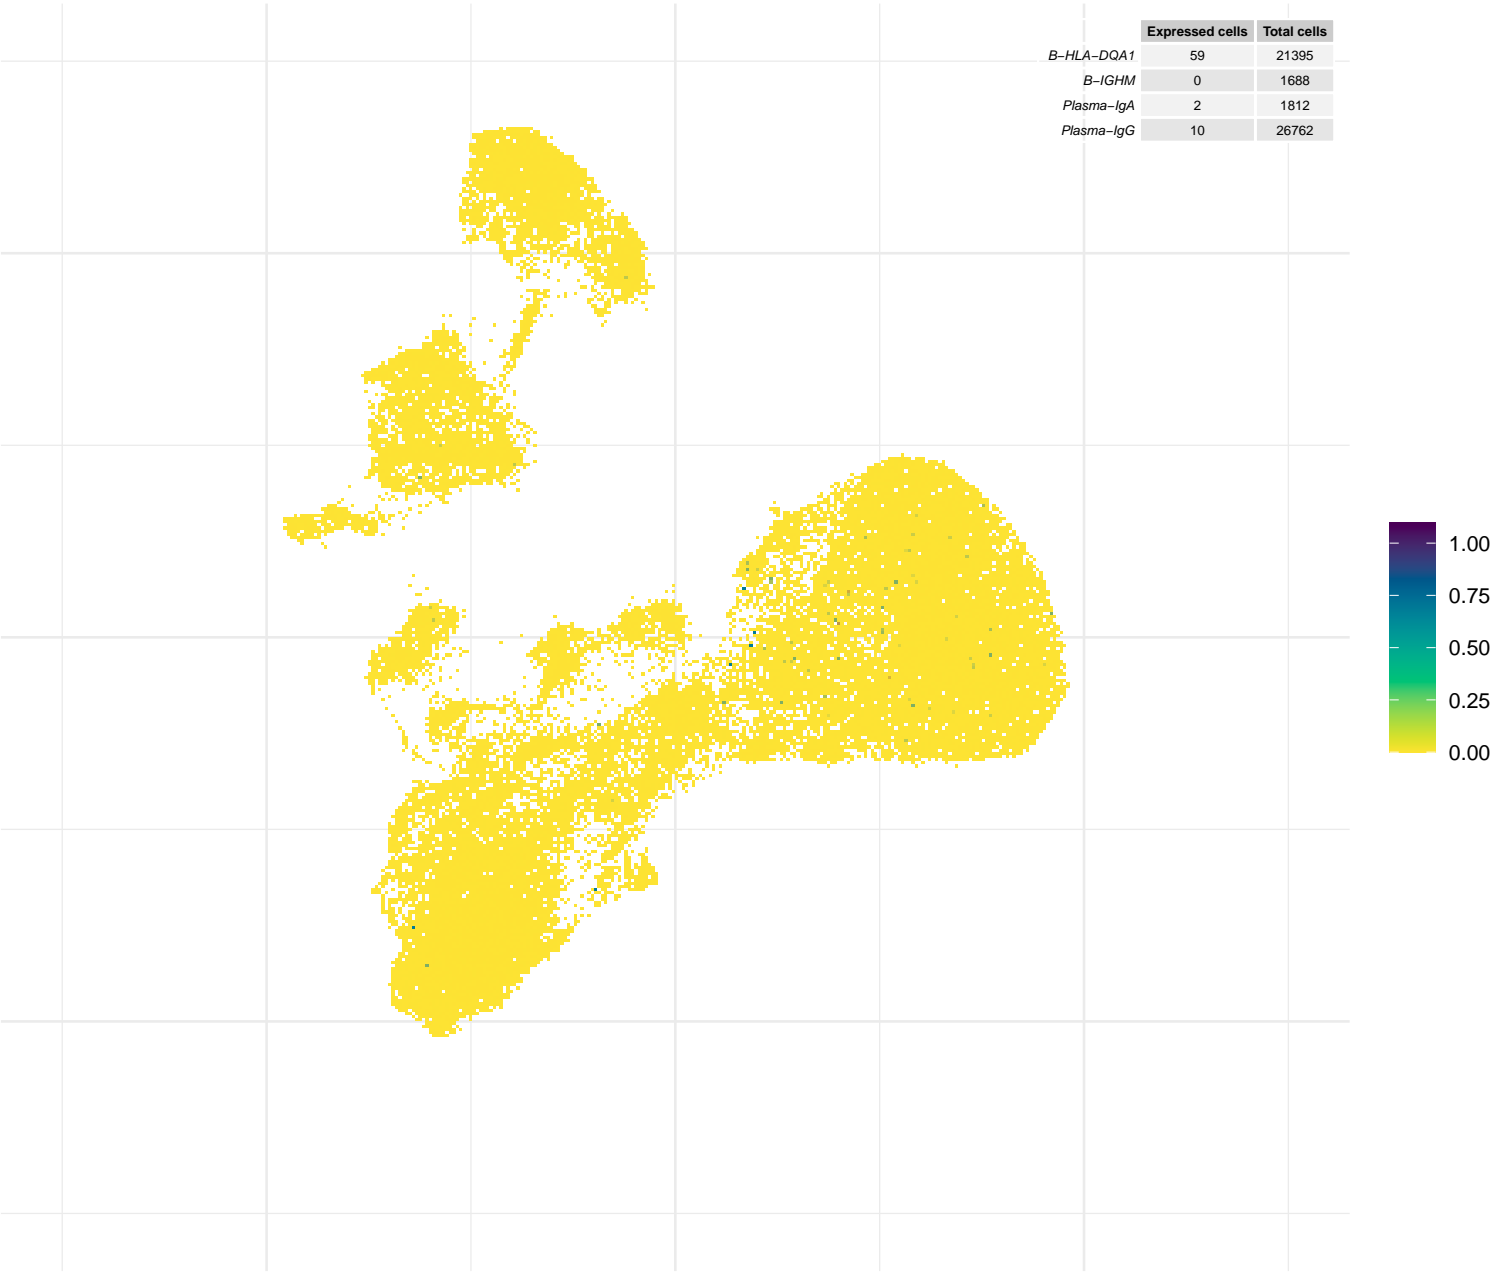 Expressed cells Total cells
B−HLA−DQA1 59 21395
B−IGHM 0 1688
Plasma−IgA 2 1812
Plasma−IgG 10 26762
1.00
0.75
0.50
0.25
0.00